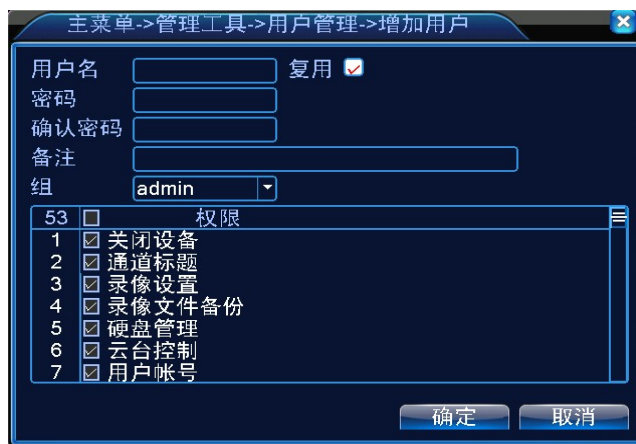 主菜单->管理工具->用户管理->增加用户
用户名 复用
密码
确认密码
备注
组 admin
53 权限
1 关闭设备
2 通道标题
3 录像设置
4 录像文件备份
5 硬盘管理
6 云台控制
7 用户帐号
确定 取消